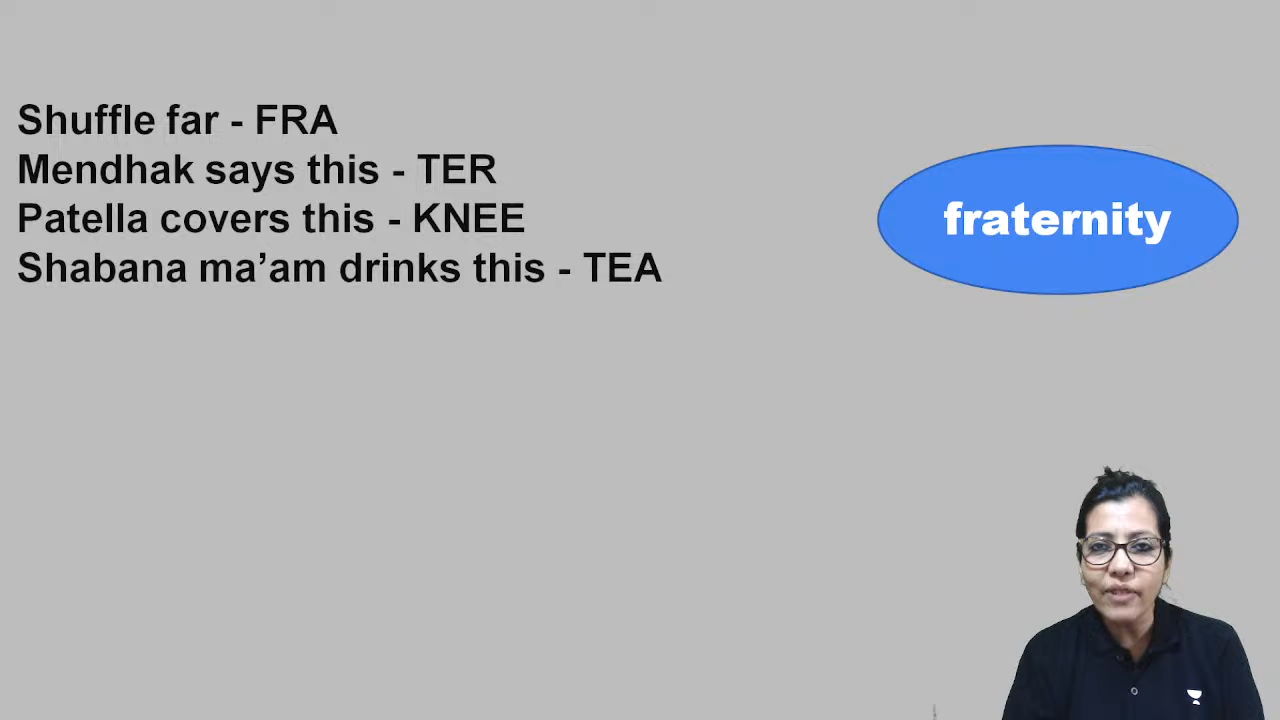 Shuffle far - FRA
Mendhak says this - TER
Patella covers this - KNEE
Shabana ma’am drinks this - TEA
fraternity